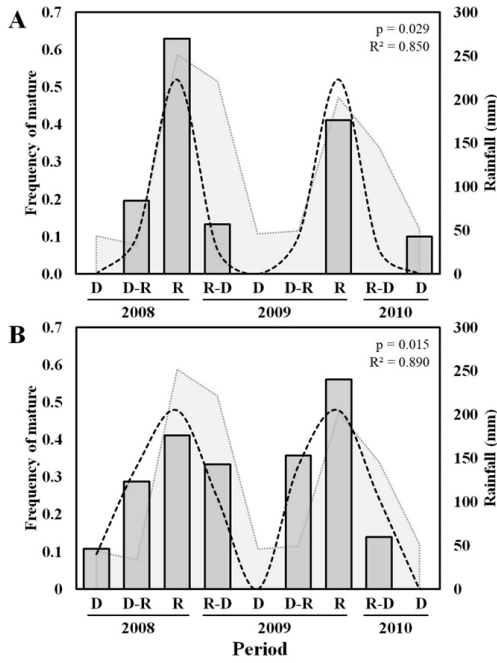 A
0.7
0.6
0.5
0.4
0.3
0.2
0.1
0.0
Frequency of mature
300
250
200
150
100
50
0
Rainfall (mm)
p = 0.029
R² = 0.850
D D-R R R-D D D-R R R-D D
2008 2009 2010
B
0.7
0.6
0.5
0.4
0.3
0.2
0.1
0
Frequency of mature
300
250
200
150
100
50
0
Rainfall (mm)
p = 0.015
R² = 0.890
D D-R R R-D D D-R R R-D D
2008 2009 2010
Period